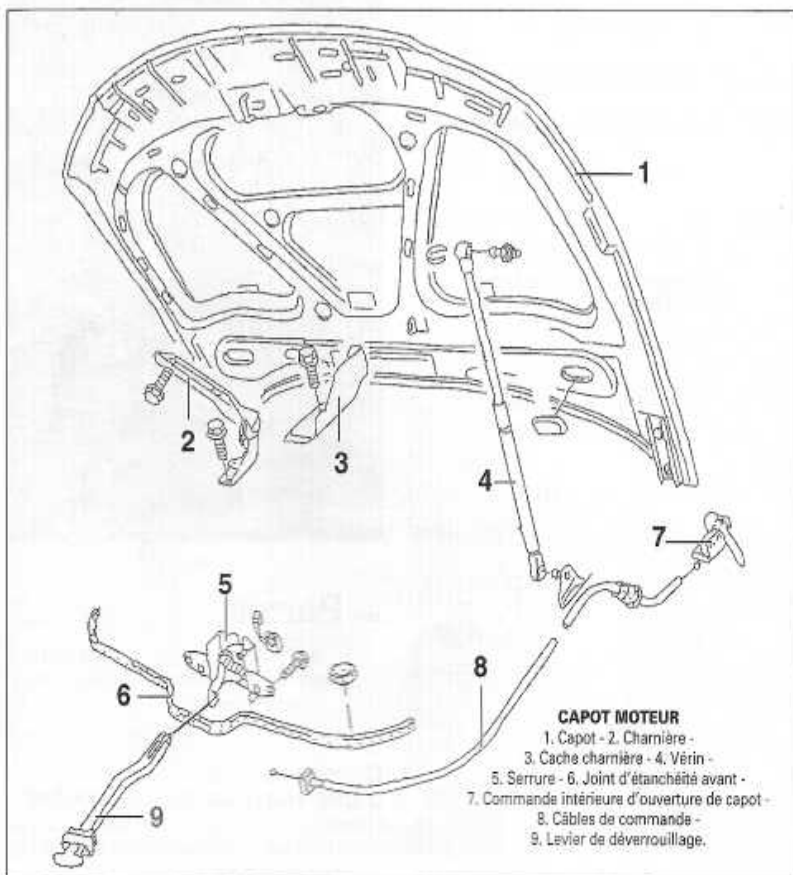 1
2
3
4
7
5
6
8
9
CAPOT MOTEUR
1. Capot - 2. Charnière -
3. Cache charnière - 4. Vérin -
5. Serrure - 6. Joint d'étanchéité avant -
7. Commande intérieure d'ouverture de capot -
8. Câbles de commande -
9. Levier de déverrouillage.